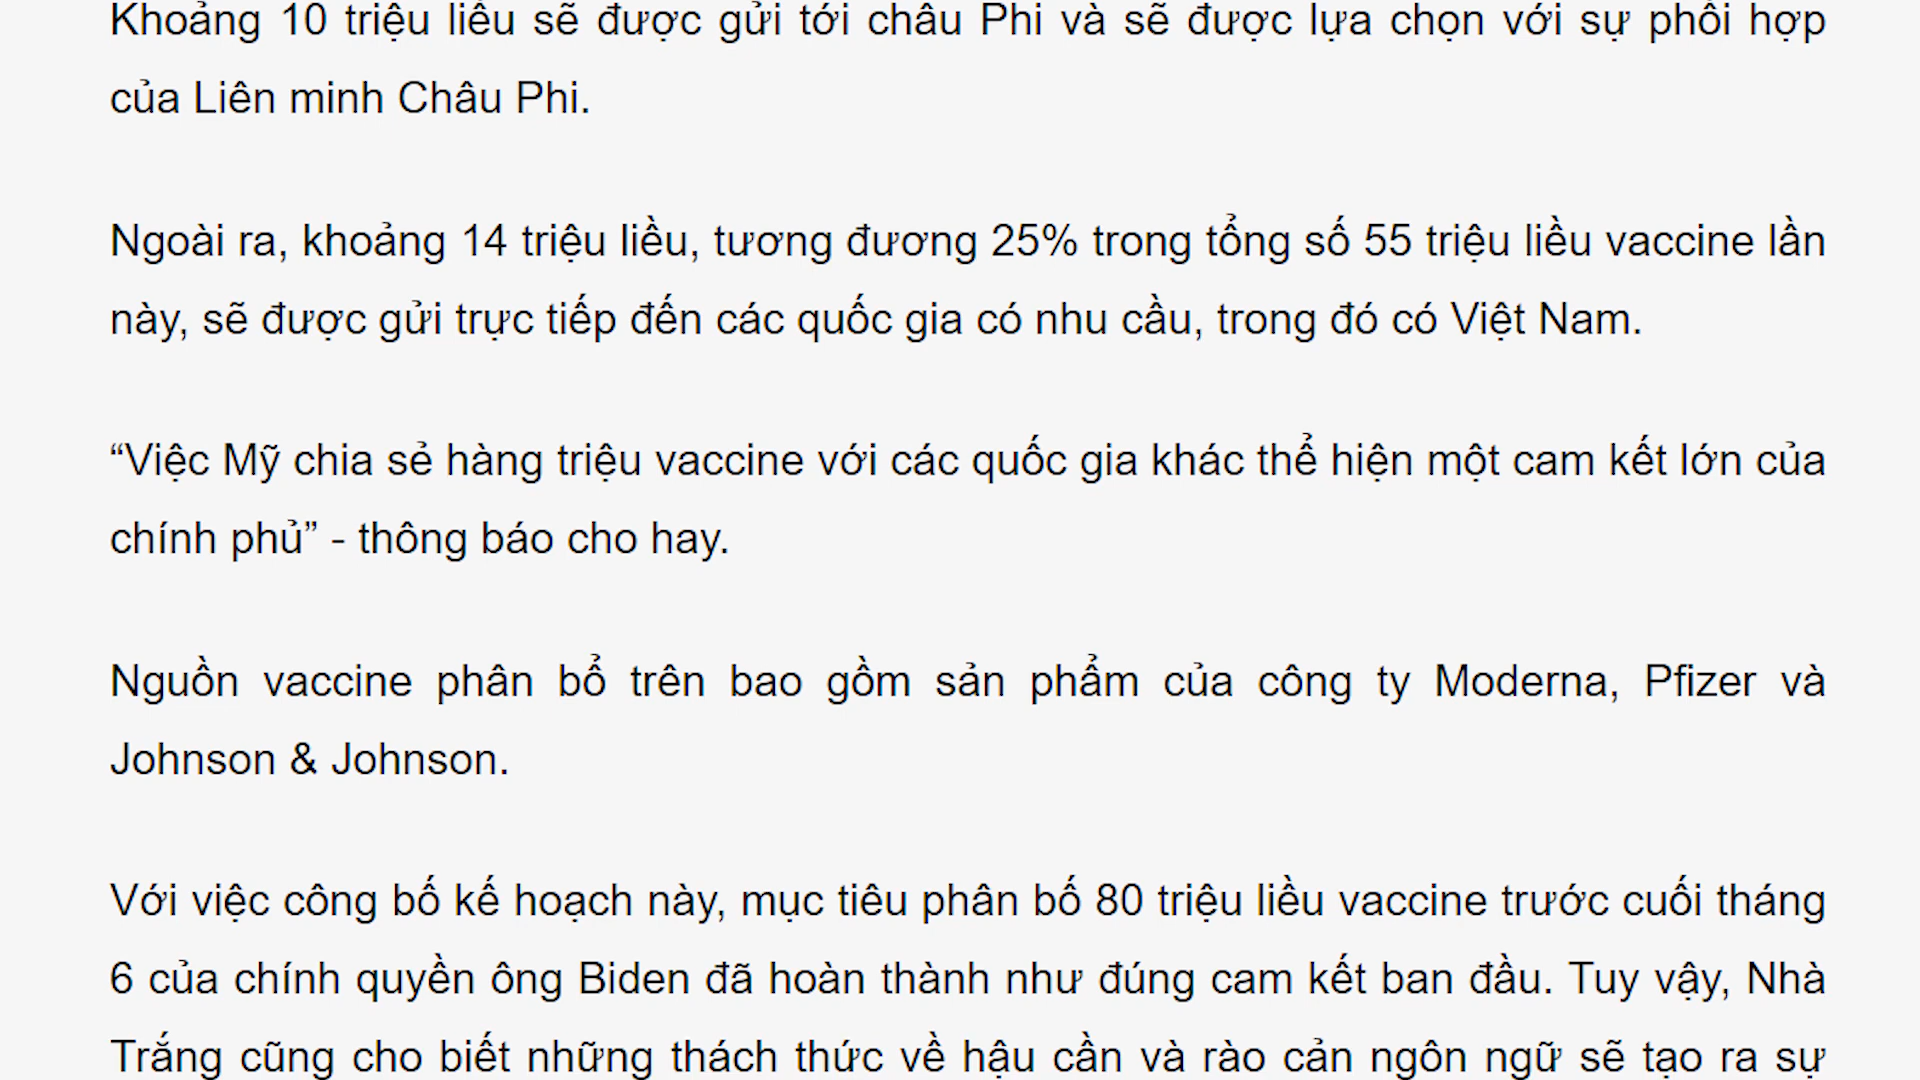 Khoảng 10 triệu liều sẽ được gửi tới châu Phi và sẽ được lựa chọn với sự phối hợp
của Liên minh Châu Phi.
Ngoài ra, khoảng 14 triệu liều, tương đương 25% trong tổng số 55 triệu liều vaccine lần
này, sẽ được gửi trực tiếp đến các quốc gia có nhu cầu, trong đó có Việt Nam.
“Việc Mỹ chia sẻ hàng triệu vaccine với các quốc gia khác thể hiện một cam kết lớn của
chính phủ” - thông báo cho hay.
Nguồn vaccine phân bổ trên bao gồm sản phẩm của công ty Moderna, Pfizer và
Johnson & Johnson.
Với việc công bố kế hoạch này, mục tiêu phân bố 80 triệu liều vaccine trước cuối tháng
6 của chính quyền ông Biden đã hoàn thành như đúng cam kết ban đầu. Tuy vậy, Nhà
Trắng cũng cho biết những thách thức về hậu cần và rào cản ngôn ngữ sẽ tạo ra sự